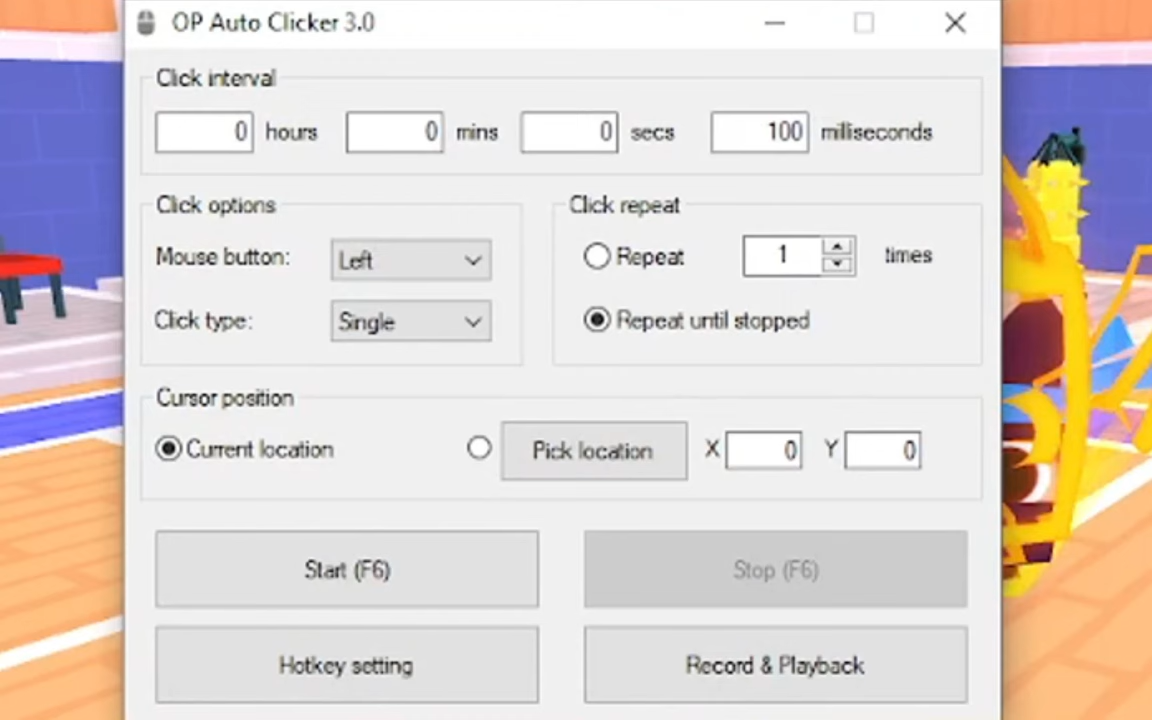 OP Auto Clicker 3.0
Click interval
0 hours 0 mins 0 secs 100 milliseconds
Click options
Mouse button: Left
Click type: Single
Click repeat
Repeat 1 times
Repeat until stopped
Cursor position
Current location Pick location X 0 Y 0
Start (F6) Stop (F6)
Hotkey setting Record & Playback